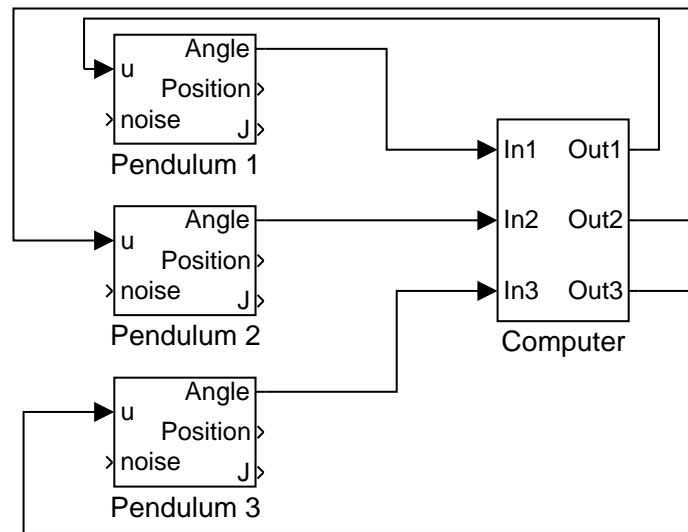 Angle
u
Position
noise
J
Pendulum 1
In1 Out1
Angle
u
In2 Out2
Position
noise
J
In3 Out3
Pendulum 2
Computer
Angle
u
Position
noise
J
Pendulum 3